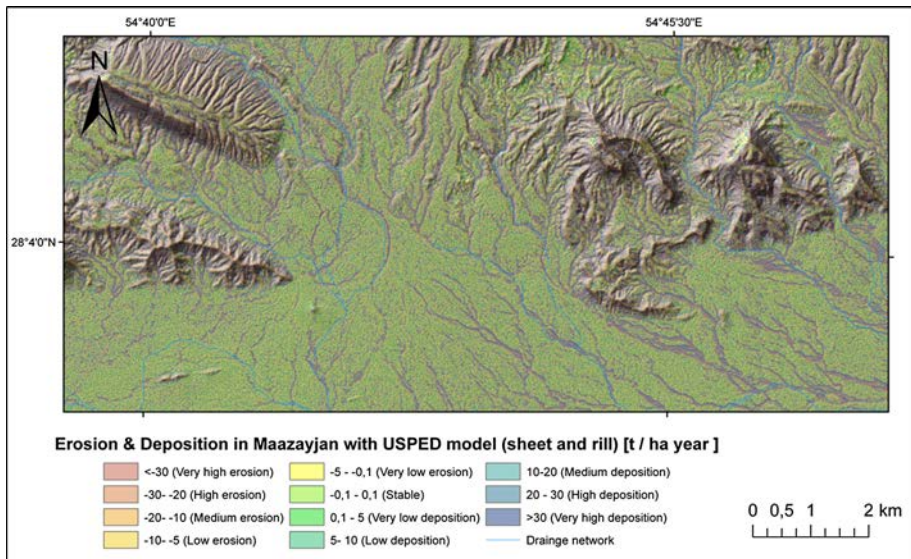 54°40'0"E 54°45'30"E
N
28°4'0"N
Erosion & Deposition in Maazayjan with USPED model (sheet and rill) [t / ha year ]
<-30 (Very high erosion) -5 - -0,1 (Very low erosion) 10-20 (Medium deposition)
-30- -20 (High erosion) -0,1 - 0,1 (Stable) 20 - 30 (High deposition)
-20- -10 (Medium erosion) 0,1 - 5 (Very low deposition) >30 (Very high deposition)
-10- -5 (Low erosion) 5- 10 (Low deposition) Drainge network
0 0,5 1 2 km